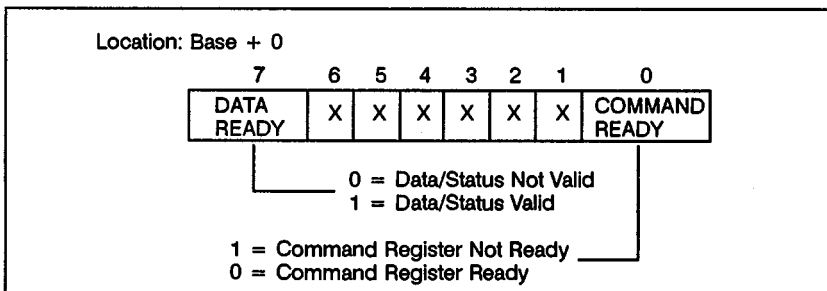 Location: Base + 0
7 6 5 4 3 2 1 0
DATA READY X X X X X X COMMAND READY
0 = Data/Status Not Valid
1 = Data/Status Valid
1 = Command Register Not Ready
0 = Command Register Ready